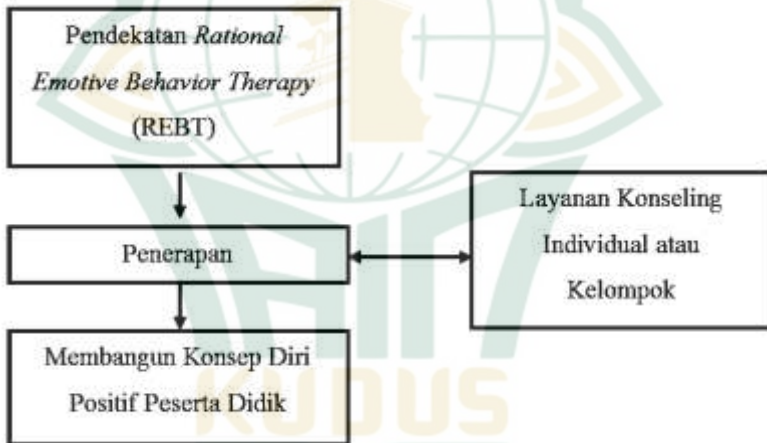 Pendekatan Rational
Emotive Behavior Therapy
(REBT)
Penerapan
Layanan Konseling
Individual atau
Kelompok
Membangun Konsep Diri
Positif Peserta Didik
KUDUS